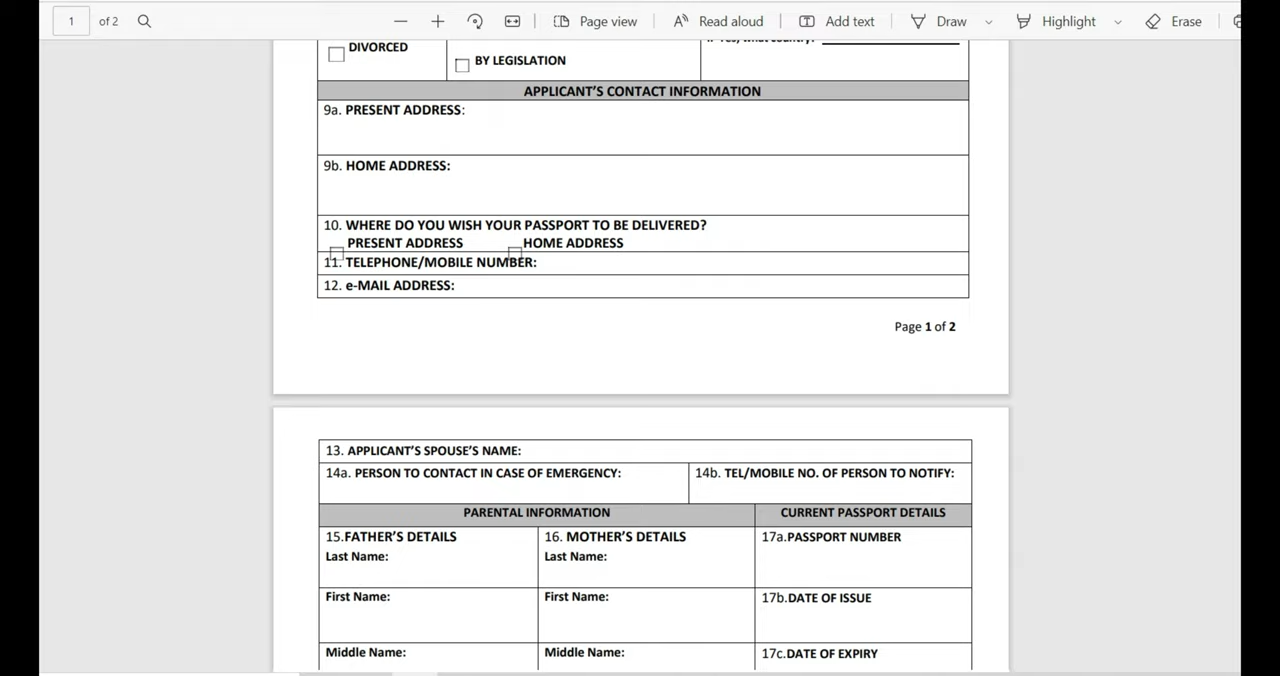 1 of 2 Page view Read aloud Add text Draw Highlight Erase
DIVORCED
BY LEGISLATION
If Yes, what country?
APPLICANT'S CONTACT INFORMATION
9a. PRESENT ADDRESS:
9b. HOME ADDRESS:
10. WHERE DO YOU WISH YOUR PASSPORT TO BE DELIVERED?
PRESENT ADDRESS HOME ADDRESS
11. TELEPHONE/MOBILE NUMBER:
12. e-MAIL ADDRESS:
Page 1 of 2
13. APPLICANT'S SPOUSE'S NAME:
14a. PERSON TO CONTACT IN CASE OF EMERGENCY: 14b. TEL/MOBILE NO. OF PERSON TO NOTIFY:
PARENTAL INFORMATION CURRENT PASSPORT DETAILS
15.FATHER'S DETAILS 16. MOTHER'S DETAILS 17a.PASSPORT NUMBER
Last Name: Last Name:
First Name: First Name: 17b.DATE OF ISSUE
Middle Name: Middle Name: 17c.DATE OF EXPIRY